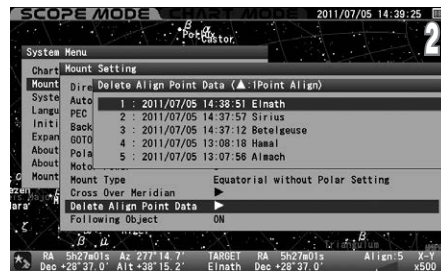 SCOPE MODE 2011/07/05 14:39:25
β α
Castor
2
System Menu
Chart Mount Setting
Mount Dire Delete Align Point Data (▲:1Point Align)
Syste Auto 1 : 2011/07/05 14:38:51 Elnath
Langu PEC 2 : 2011/07/05 14:37:57 Sirius
Initi Back 3 : 2011/07/05 14:37:12 Betelgeuse
Expan GOTO 4 : 2011/07/05 13:08:18 Hamal
About Pola 5 : 2011/07/05 13:07:56 Almach
About Moto
Mount Mount Type Equatorial without Polar Setting
Cross Over Meridian ▶
Delete Align Point Data ▶
Following Object ON
β μ β
Triangulum
RA 5h27m01s Az 277°14.7' TARGET RA 5h27m01s Align:5 X-Y
Dec +28°37.0' Alt +38°15.2' Elnath Dec +28°37.0' x500